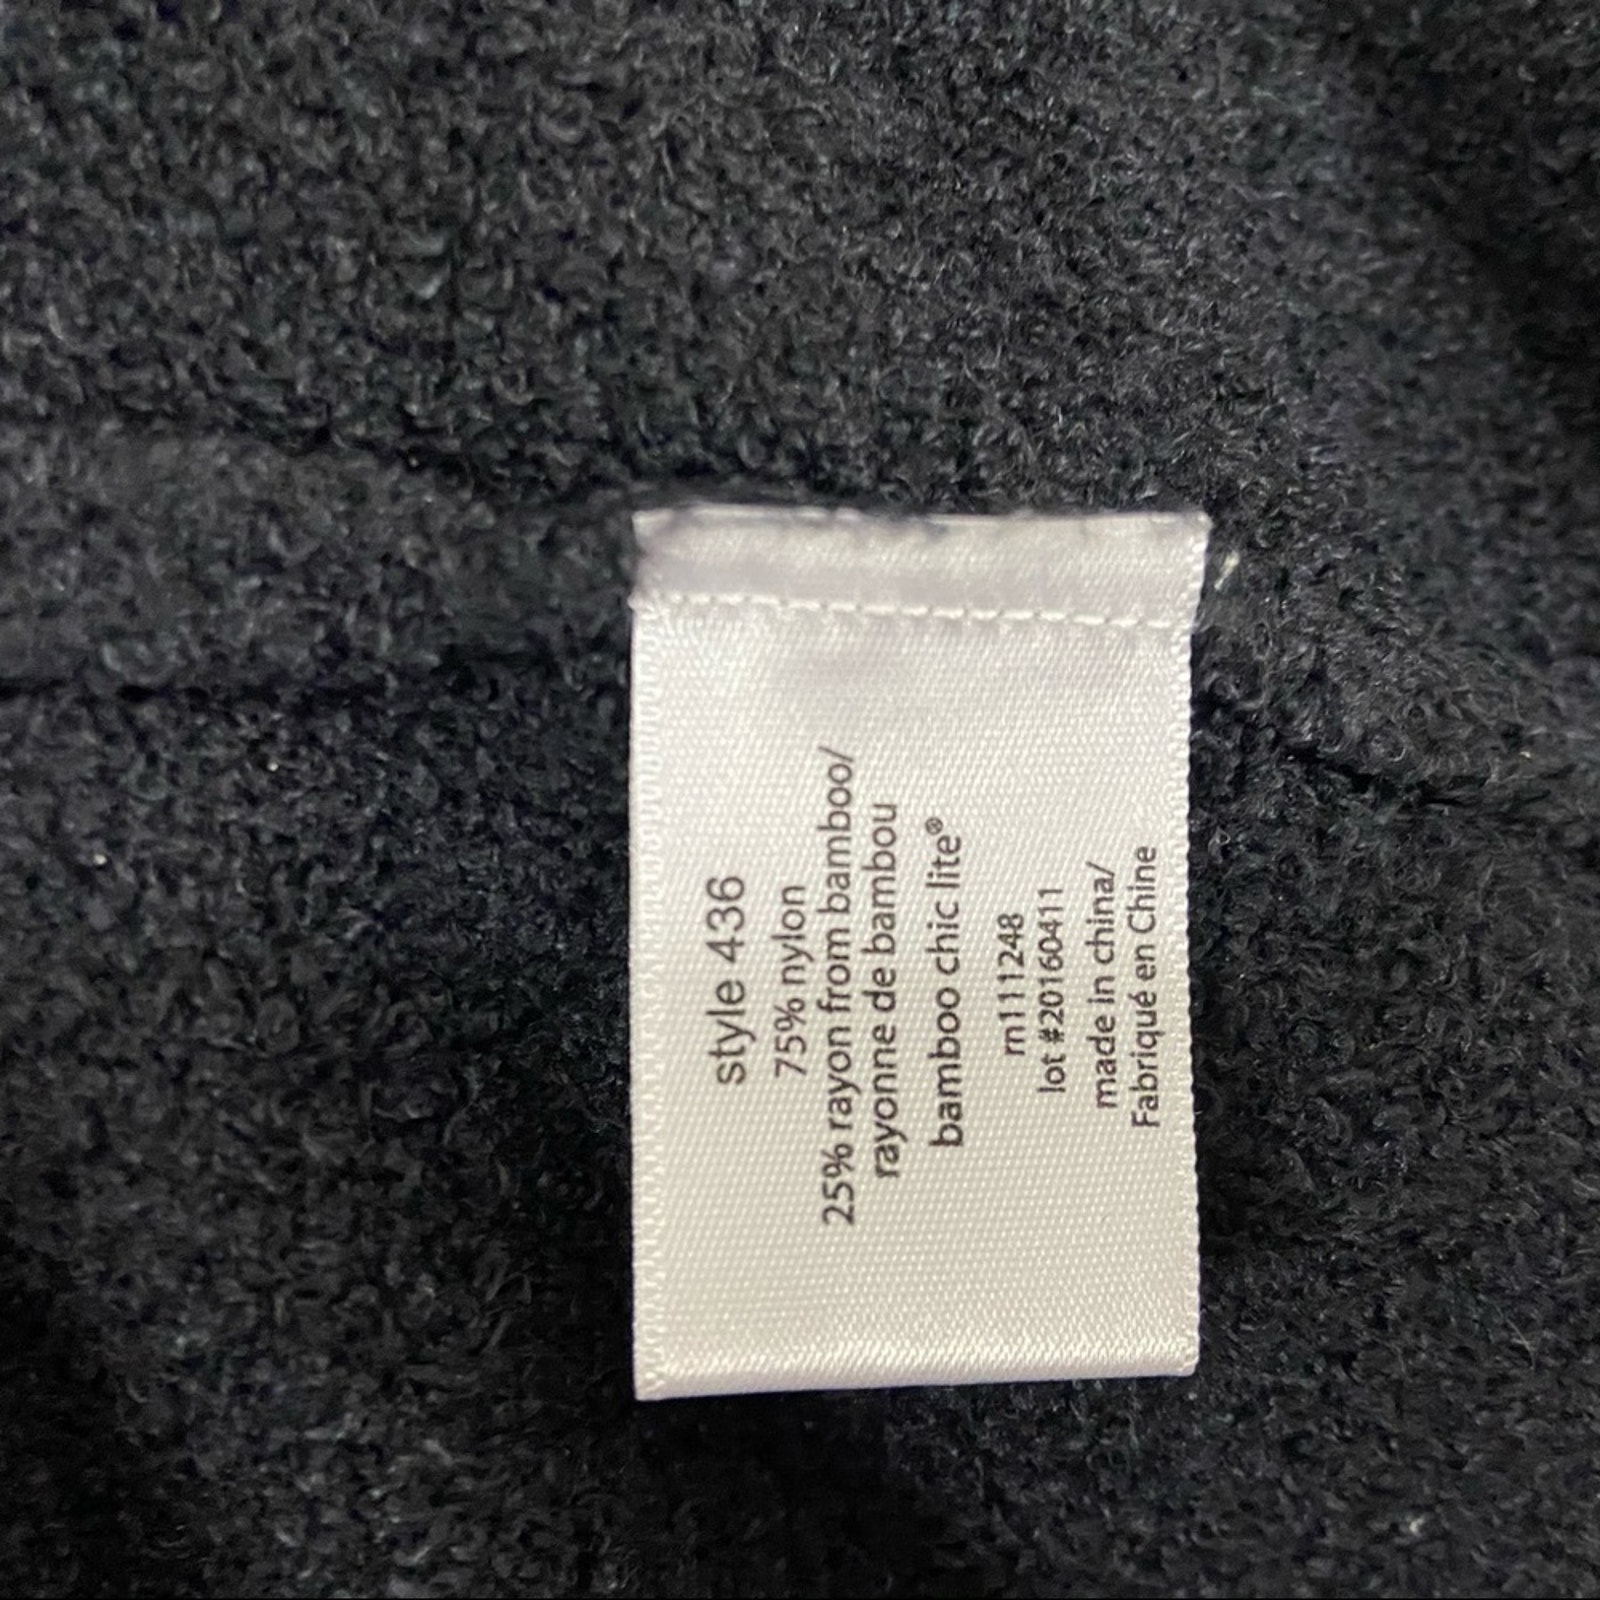 style 436
75% nylon
25% rayon from bamboo/
rayonne de bambou
bamboo chic lite®
m111248
lot #20160411
made in china/
Fabriqué en Chine